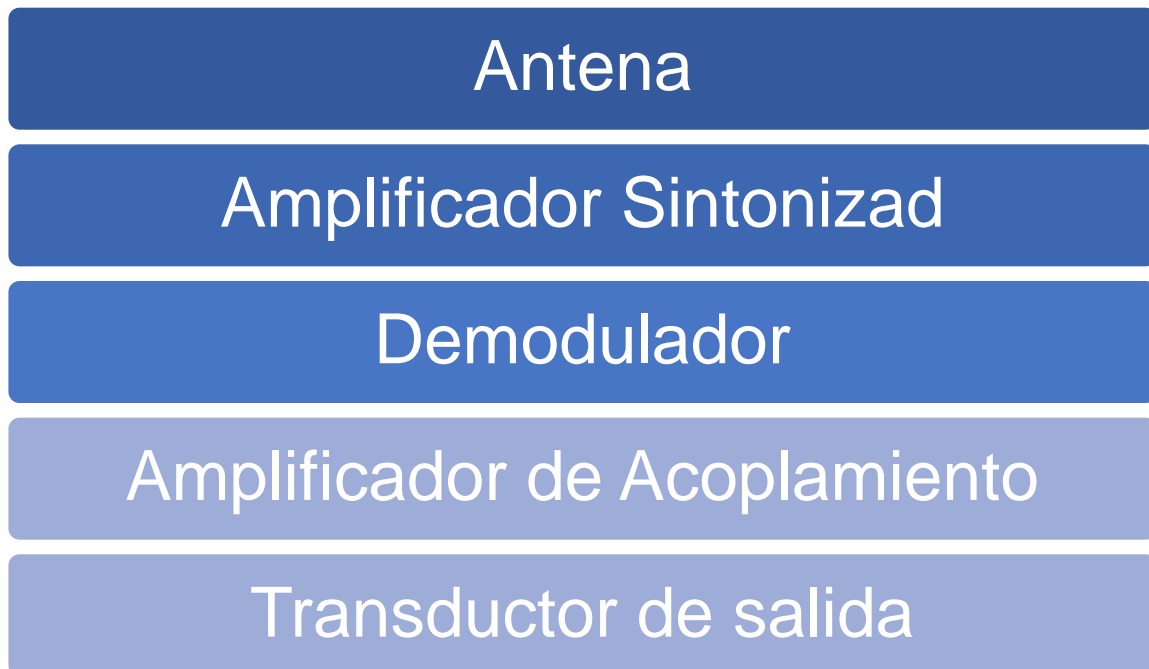 Antena
Amplificador Sintonizad
Demodulador
Amplificador de Acoplamiento
Transductor de salida